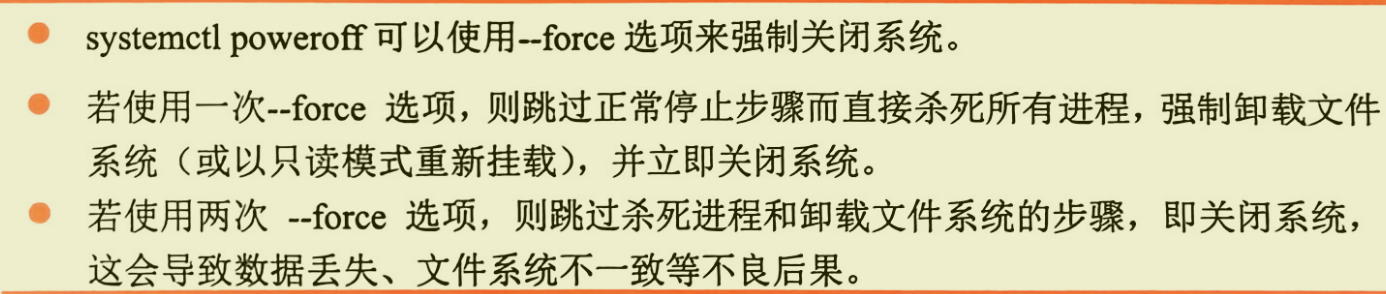 systemctl poweroff 可以使用--force 选项来强制关闭系统。
若使用一次--force 选项，则跳过正常停止步骤而直接杀死所有进程，强制卸载文件
系统（或以只读模式重新挂载），并立即关闭系统。
若使用两次 --force 选项，则跳过杀死进程和卸载文件系统的步骤，即关闭系统，
这会导致数据丢失、文件系统不一致等不良后果。